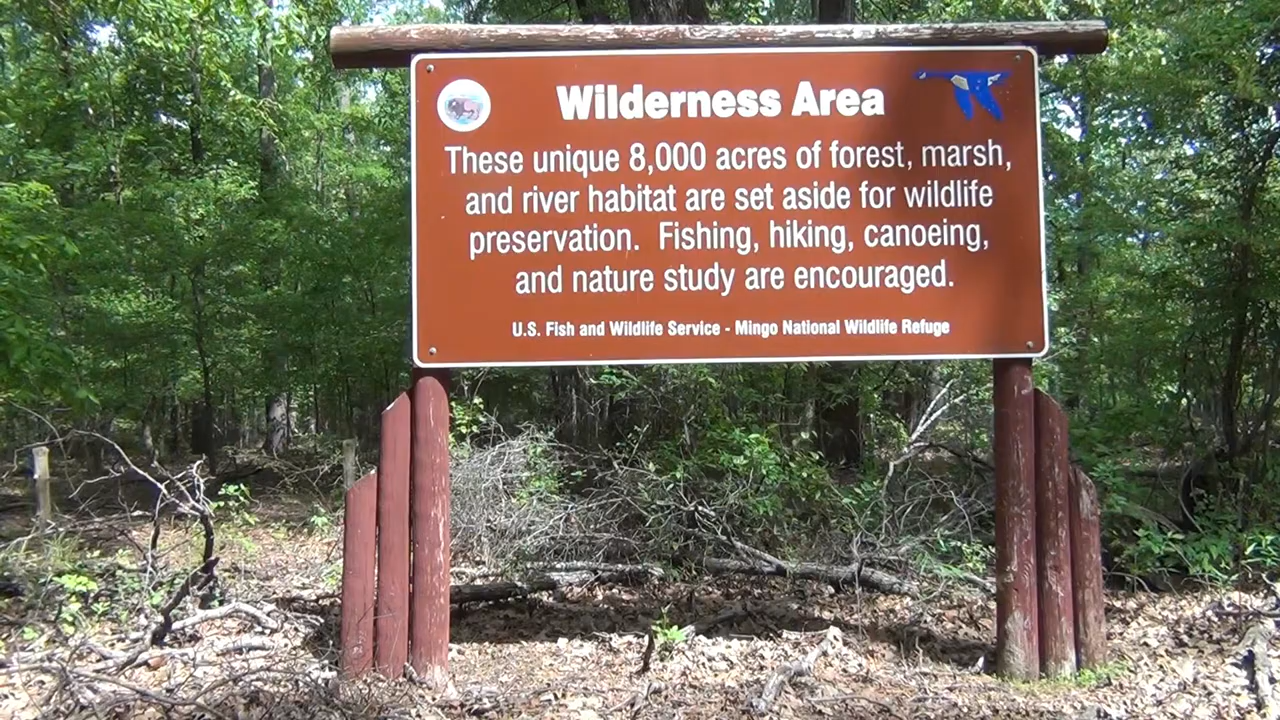 Wilderness Area
These unique 8,000 acres of forest, marsh,
and river habitat are set aside for wildlife
preservation. Fishing, hiking, canoeing,
and nature study are encouraged.
U.S. Fish and Wildlife Service - Mingo National Wildlife Refuge